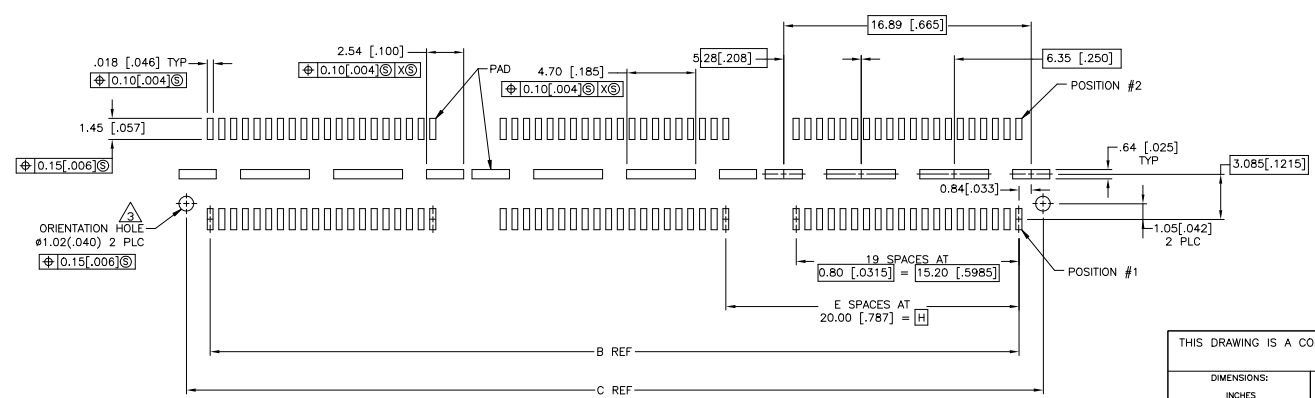 16.89 [.665]
2.54 [.100]
.018 [.046] TYP
⌖ 0.10[.004]Ⓢ
⌖ 0.10[.004]Ⓢ XⓈ
PAD
4.70 [.185]
⌖ 0.10[.004]Ⓢ XⓈ
5.28[.208]
6.35 [.250]
POSITION #2
1.45 [.057]
⌖ 0.15[.006]Ⓢ
.64 [.025]
TYP
3.085[.1215]
0.84[.033]
3
ORIENTATION HOLE
ø1.02(.040) 2 PLC
⌖ 0.15[.006]Ⓢ
1.05[.042]
2 PLC
19 SPACES AT
0.80 [.0315] = 15.20 [.5985]
POSITION #1
E SPACES AT
20.00 [.787] = H
B REF
C REF
THIS DRAWING IS A CO
DIMENSIONS:
INCHES